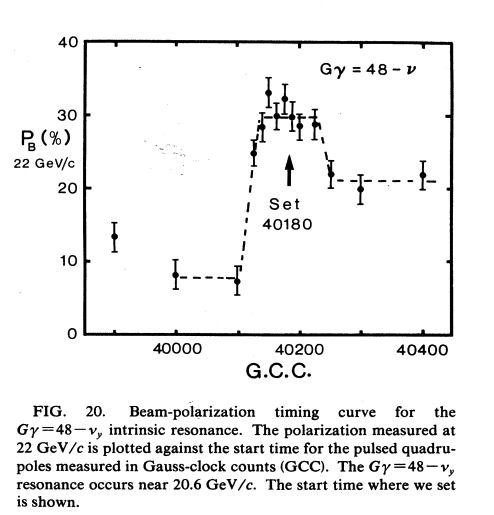 40
Gγ = 48 - ν
30
P_B (%)
22 GeV/c
20
Set
40180
10
0
40000 40200 40400
G.C.C.
FIG. 20. Beam-polarization timing curve for the
Gγ = 48 − ν_y intrinsic resonance. The polarization measured at
22 GeV/c is plotted against the start time for the pulsed quadru-
poles measured in Gauss-clock counts (GCC). The Gγ = 48 − ν_y
resonance occurs near 20.6 GeV/c. The start time where we set
is shown.